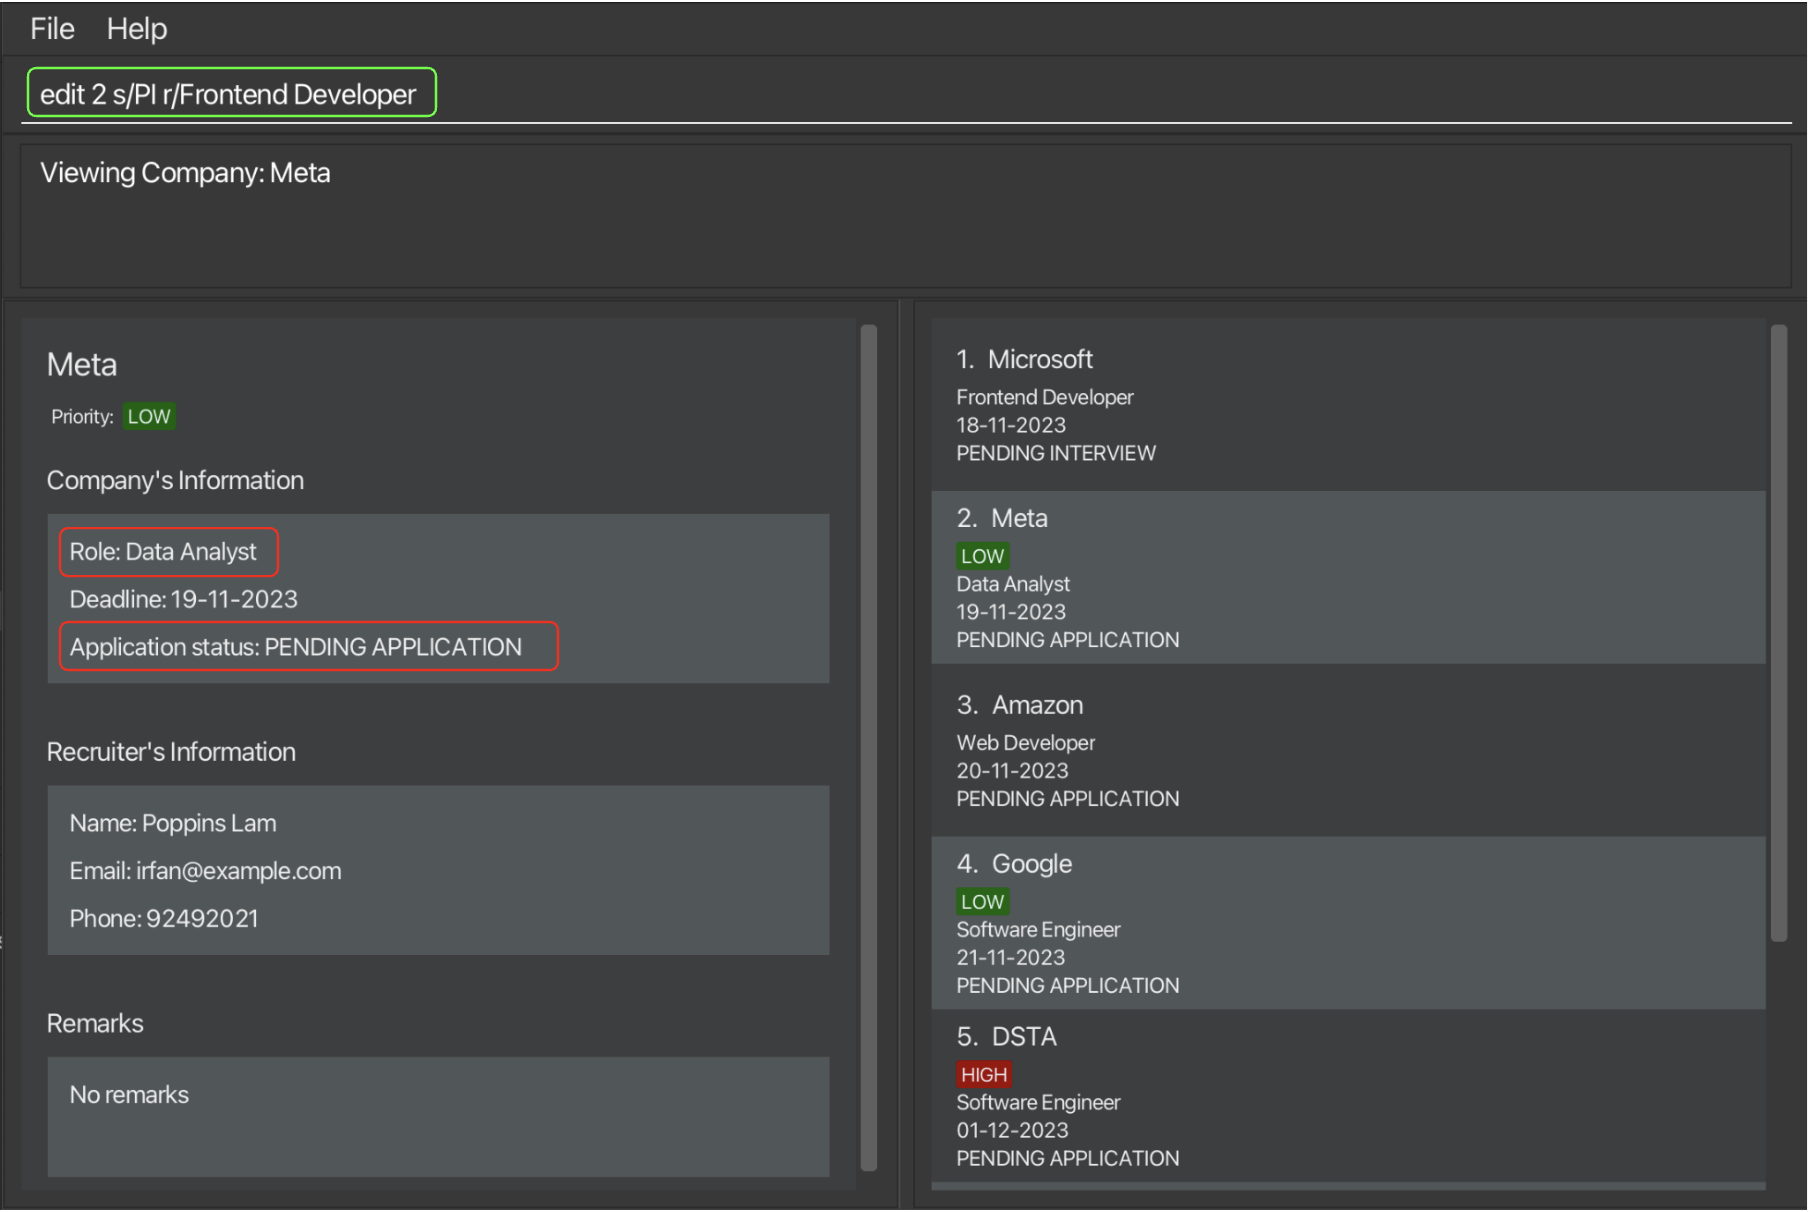 File Help
edit 2 s/PI r/Frontend Developer
Viewing Company: Meta
Meta
Priority: LOW
Company's Information
Role: Data Analyst
Deadline: 19-11-2023
Application status: PENDING APPLICATION
Recruiter's Information
Name: Poppins Lam
Email: irfan@example.com
Phone: 92492021
Remarks
No remarks
1. Microsoft
Frontend Developer
18-11-2023
PENDING INTERVIEW
2. Meta
LOW
Data Analyst
19-11-2023
PENDING APPLICATION
3. Amazon
Web Developer
20-11-2023
PENDING APPLICATION
4. Google
LOW
Software Engineer
21-11-2023
PENDING APPLICATION
5. DSTA
HIGH
Software Engineer
01-12-2023
PENDING APPLICATION